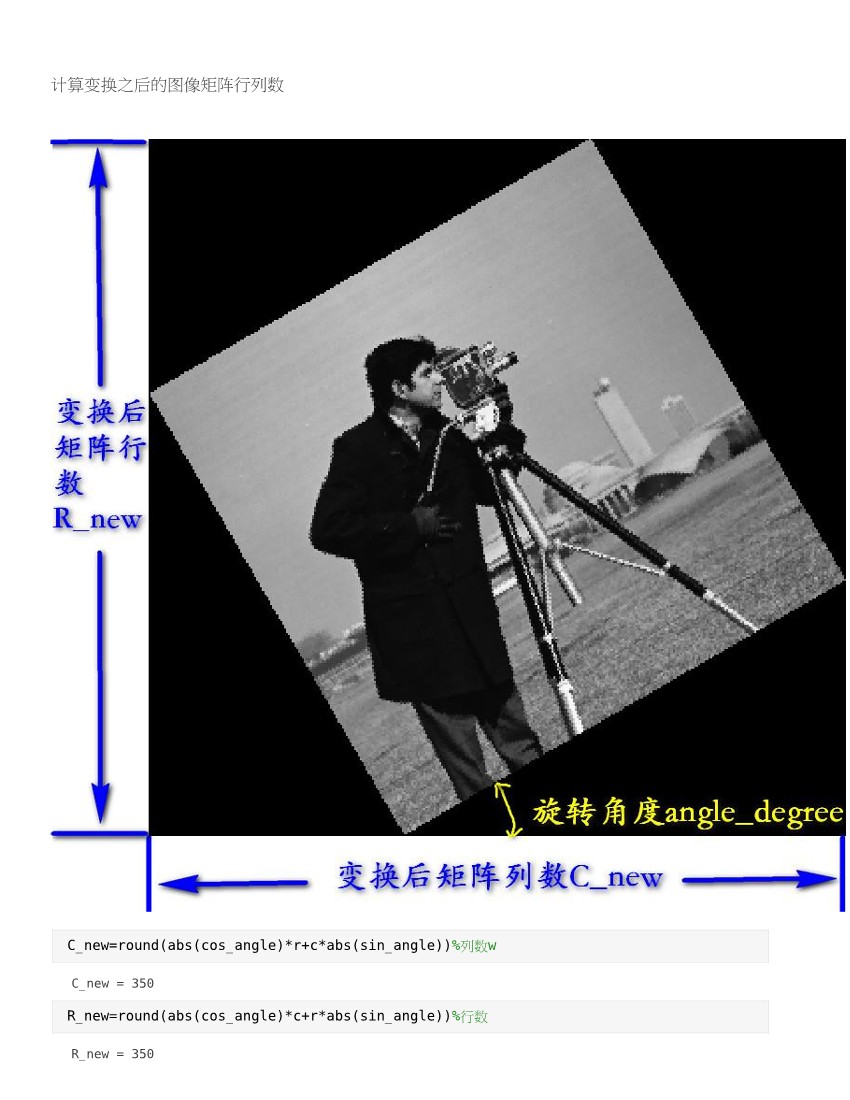 计算变换之后的图像矩阵行列数
变换后
矩阵行
数
R_new
旋转角度angle_degree
变换后矩阵列数C_new
C_new=round(abs(cos_angle)*r+c*abs(sin_angle))%列数w
C_new = 350
R_new=round(abs(cos_angle)*c+r*abs(sin_angle))%行数
R_new = 350